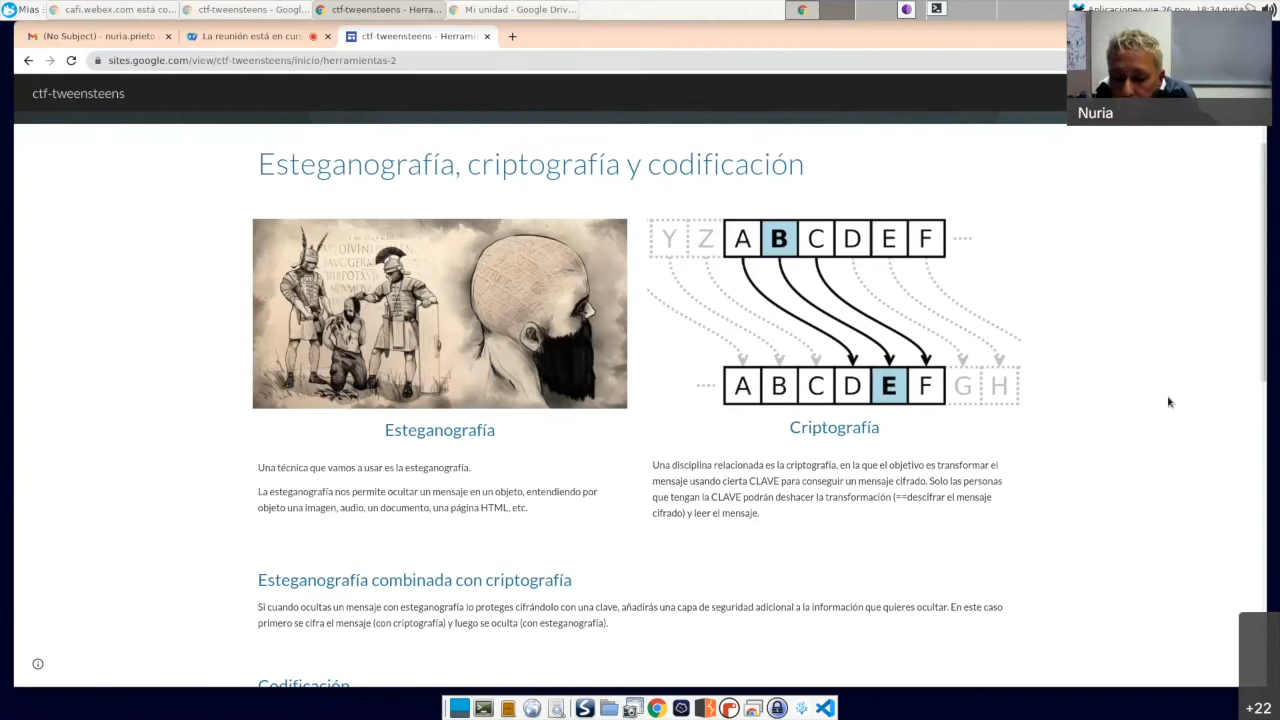 Mias
cafi.webex.com está co...
ctf-tweensteens - Googl...
ctf-tweensteens - Herra...
Mi unidad - Google Driv...
Aplicaciones vie 26 nov, 18:34 nuria
(No Subject) - nuria.prieto.
La reunión está en curs
ctf-tweensteens - Herrami
sites.google.com/view/ctf-tweensteens/inicio/herramientas-2
Nuria
ctf-tweensteens
Esteganografía, criptografía y codificación
Y Z A B C D E F
A B C D E F G H
Esteganografía
Criptografía
Una técnica que vamos a usar es la esteganografía.
La esteganografía nos permite ocultar un mensaje en un objeto, entendiendo por
objeto una imagen, audio, un documento, una página HTML, etc.
Una disciplina relacionada es la criptografía, en la que el objetivo es transformar el
mensaje usando cierta CLAVE para conseguir un mensaje cifrado. Solo las personas
que tengan la CLAVE podrán deshacer la transformación (==descifrar el mensaje
cifrado) y leer el mensaje.
Esteganografía combinada con criptografía
Si cuando ocultas un mensaje con esteganografía lo proteges cifrándolo con una clave, añadirás una capa de seguridad adicional a la información que quieres ocultar. En este caso
primero se cifra el mensaje (con criptografía) y luego se oculta (con esteganografía).
Codificación
+22